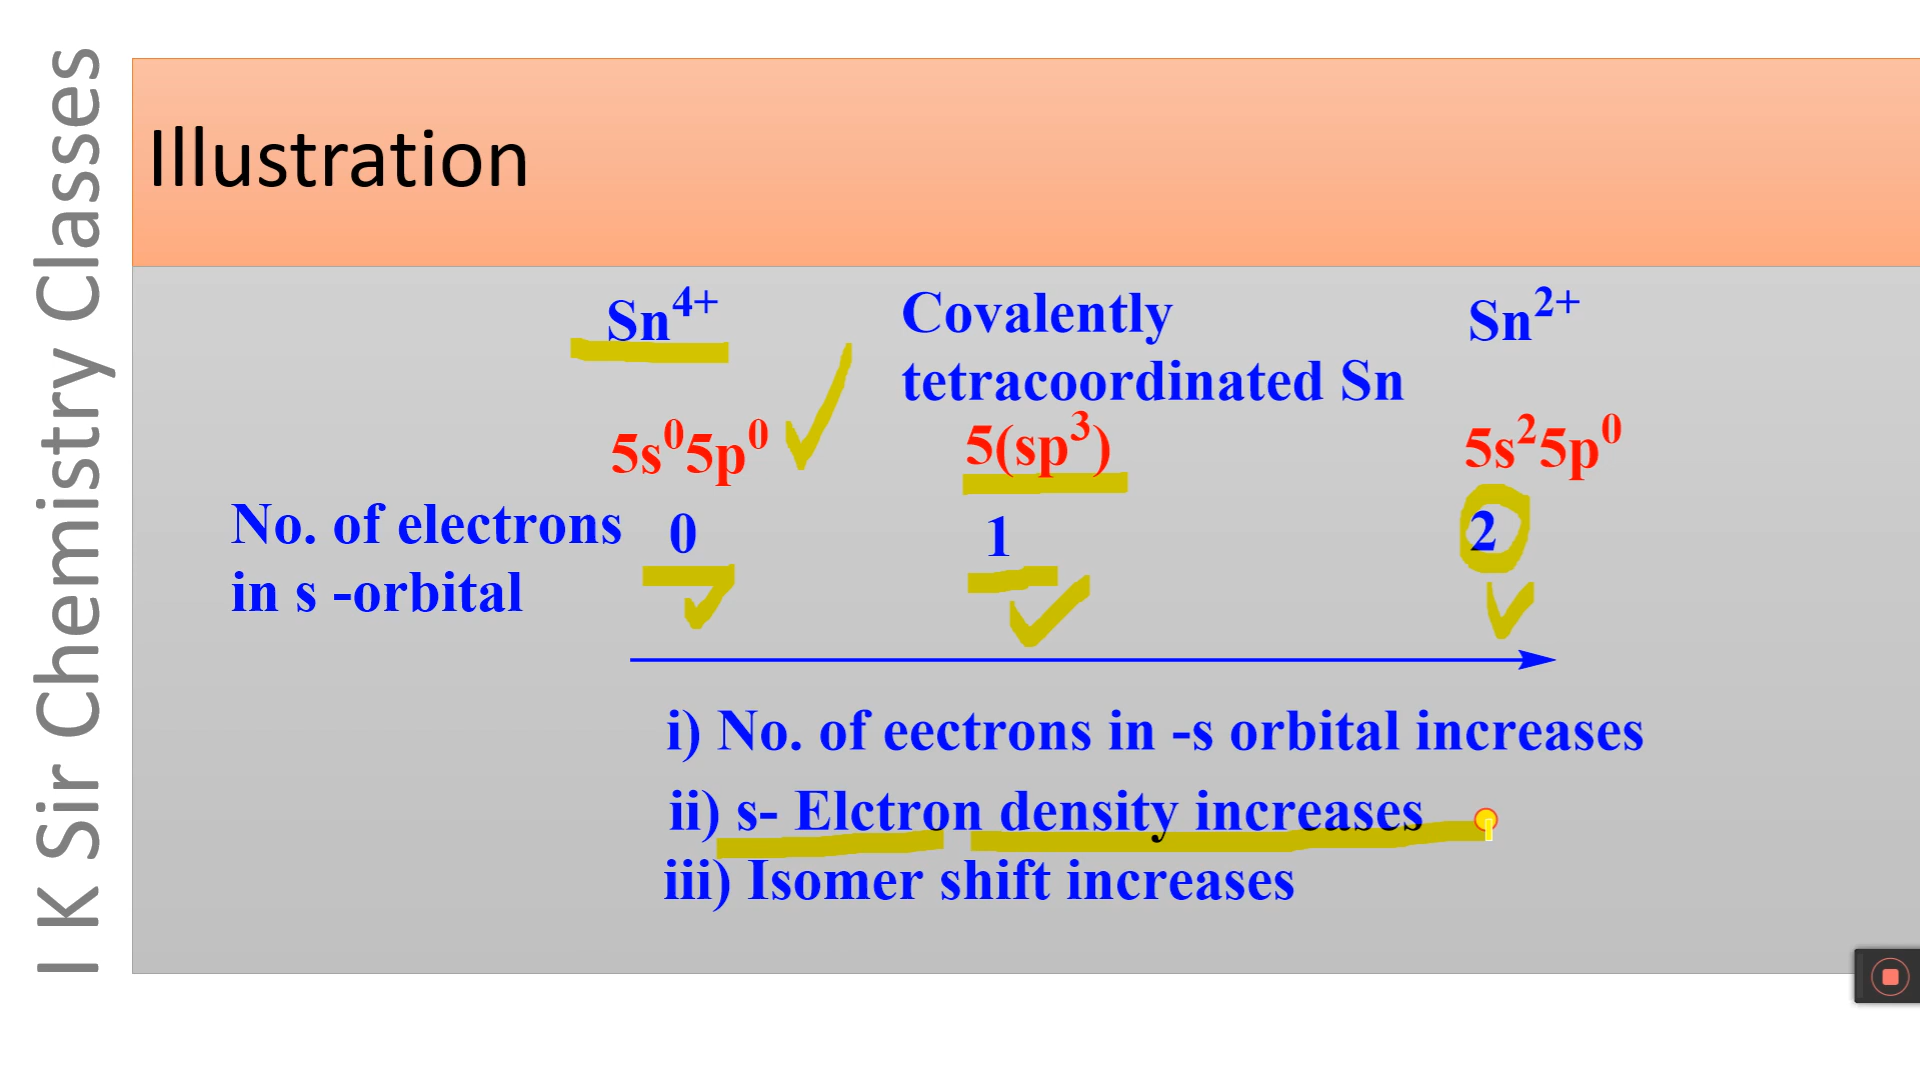 I K Sir Chemistry Classes
Illustration
Sn⁴⁺ Covalently Sn²⁺
tetracoordinated Sn
5s⁰5p⁰ 5(sp³) 5s²5p⁰
No. of electrons 0 1 2
in s -orbital
i) No. of eectrons in -s orbital increases
ii) s- Elctron density increases
iii) Isomer shift increases